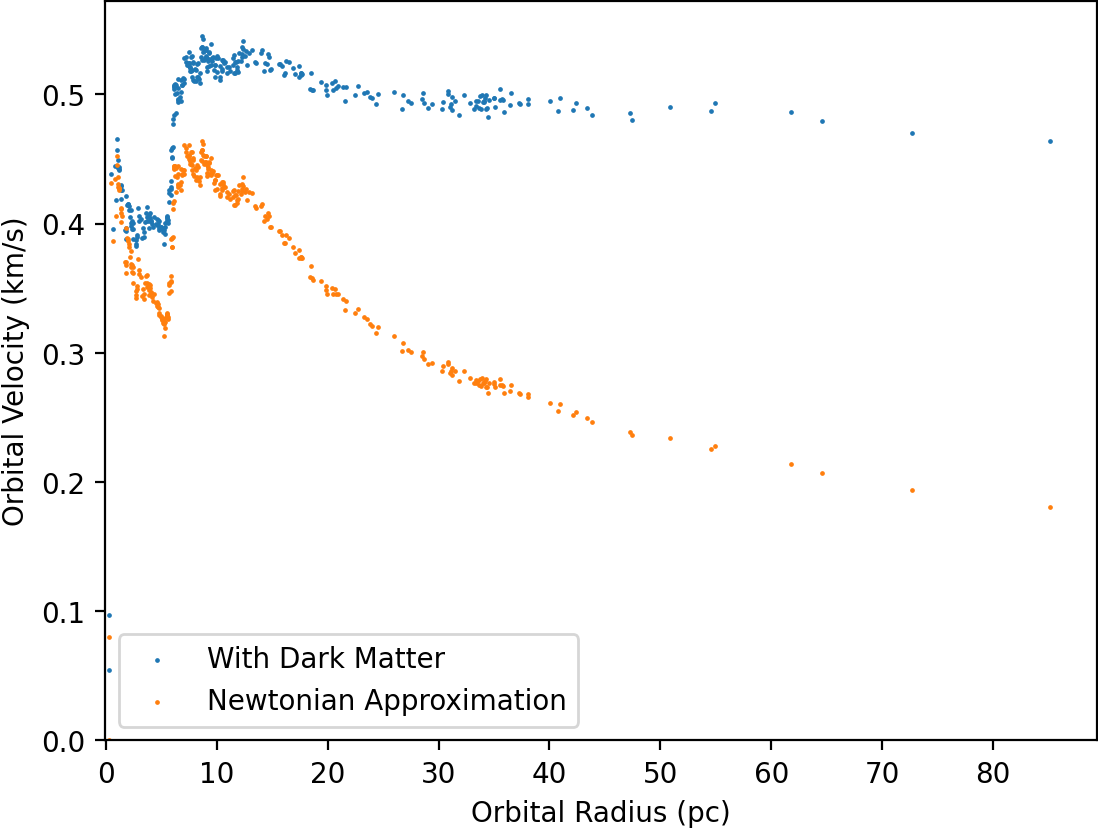 0.5
0.4
0.3
0.2
0.1
0.0
Orbital Velocity (km/s)
With Dark Matter
Newtonian Approximation
0 10 20 30 40 50 60 70 80
Orbital Radius (pc)